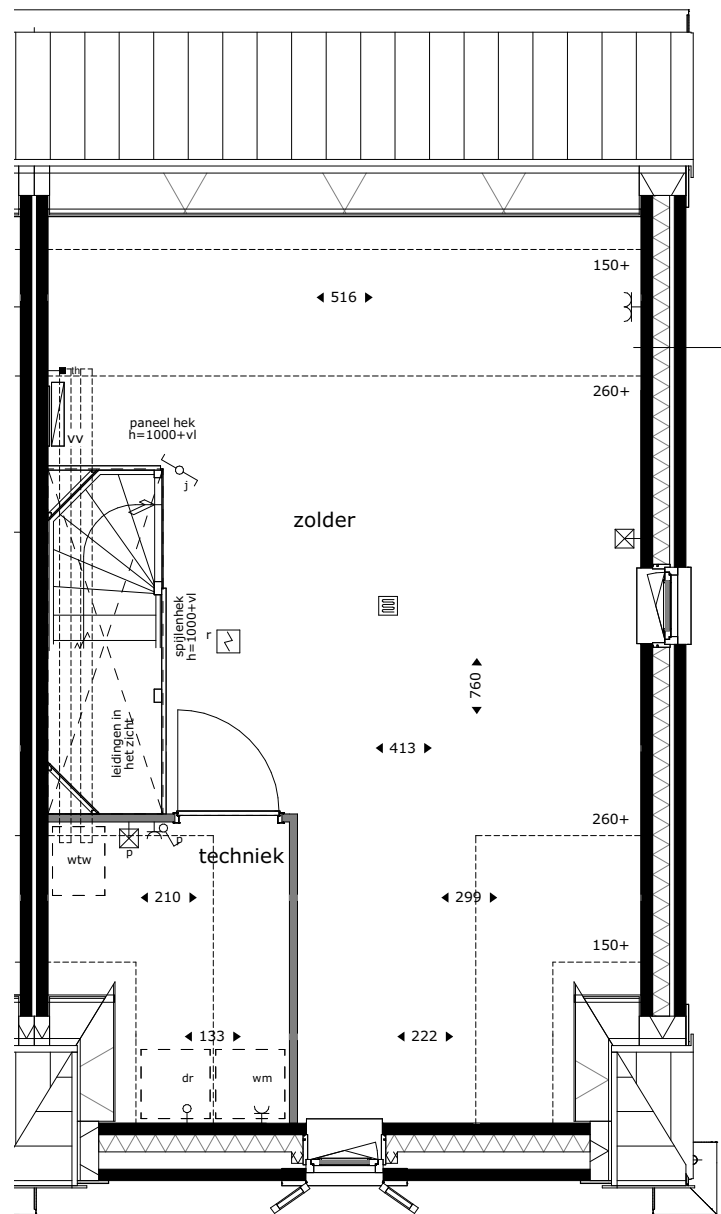 150+
516
260+
th
vv
paneel hek
h=1000+vl
j
zolder
spijlenhek
h=1000+vl
r
760
leidingen in
het zicht
413
260+
p
p
wtw
techniek
210
299
150+
133
222
dr
wm